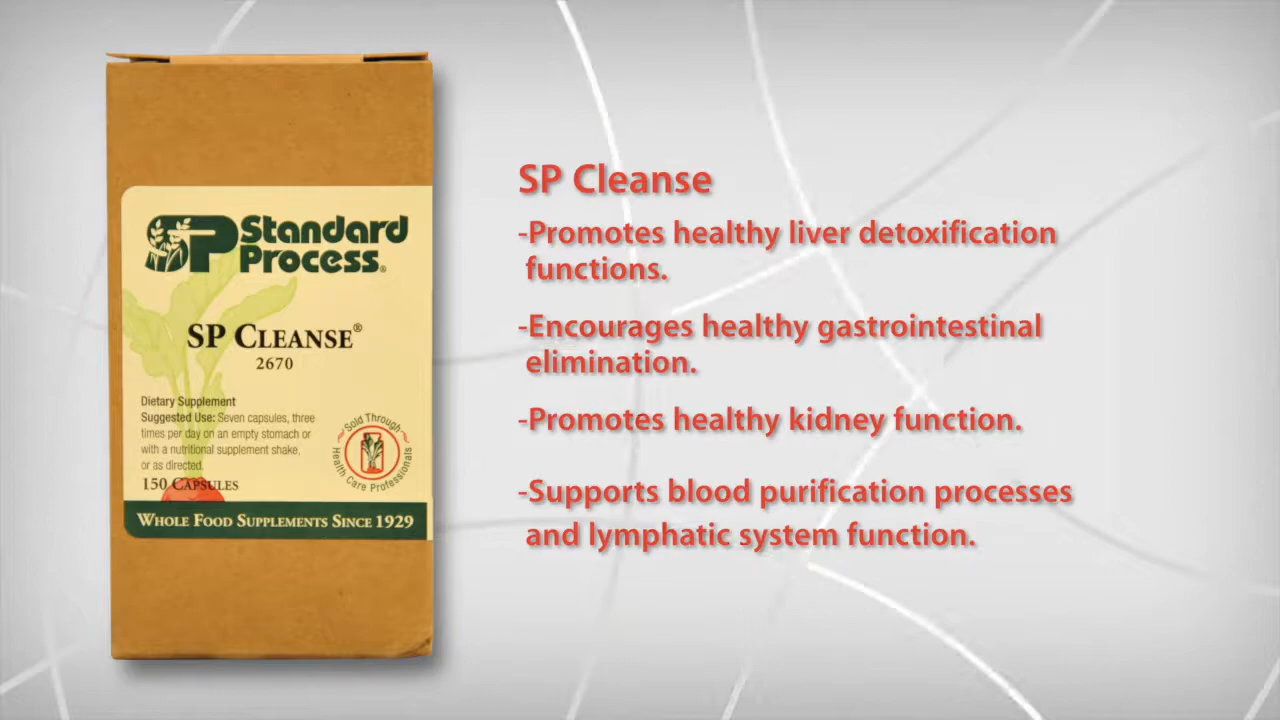 SP Standard
Process®
SP CLEANSE®
2670
Dietary Supplement
Suggested Use: Seven capsules, three
times per day on an empty stomach or
with a nutritional supplement shake,
or as directed.
150 CAPSULES
Sold Through
Health Care Professionals
WHOLE FOOD SUPPLEMENTS SINCE 1929
SP Cleanse
-Promotes healthy liver detoxification
functions.
-Encourages healthy gastrointestinal
elimination.
-Promotes healthy kidney function.
-Supports blood purification processes
and lymphatic system function.